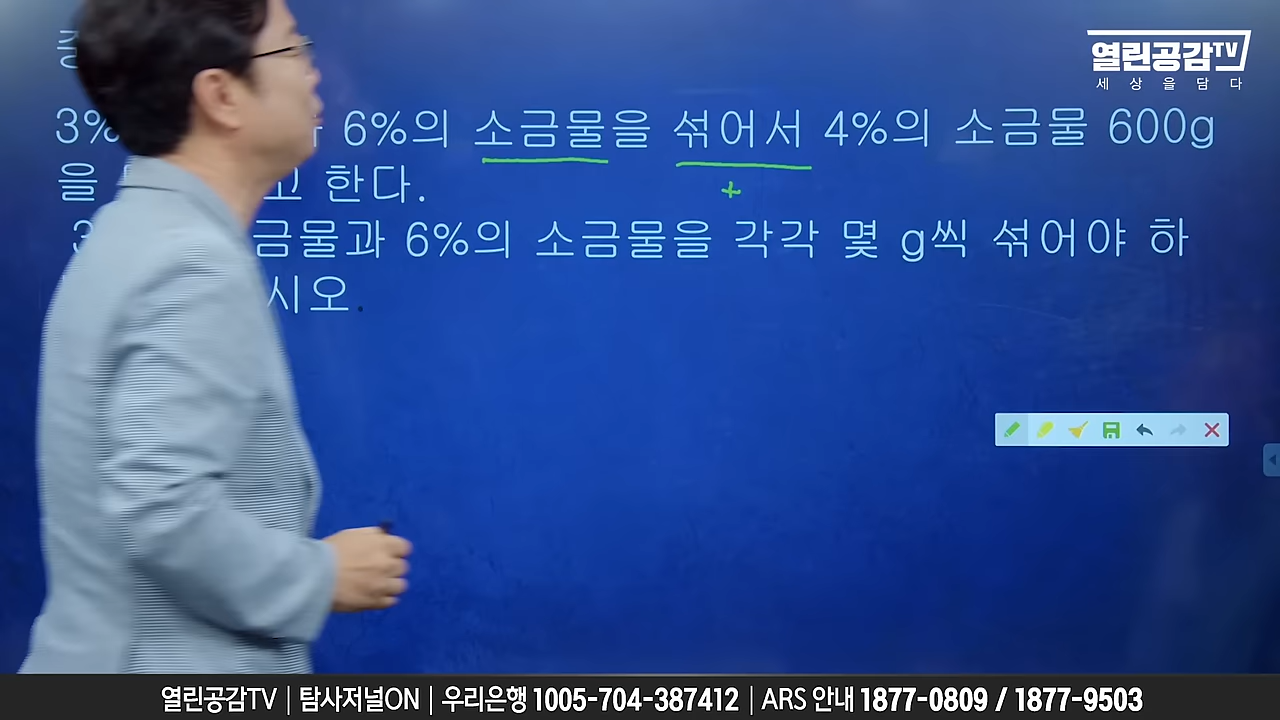 열린공감TV
세상을담다
3% 6%의 소금물을 섞어서 4%의 소금물 600g
을 고 한다.
+
3 금물과 6%의 소금물을 각각 몇 g씩 섞어야 하
시오.
열린공감TV | 탐사저널ON | 우리은행 1005-704-387412 | ARS 안내 1877-0809 / 1877-9503